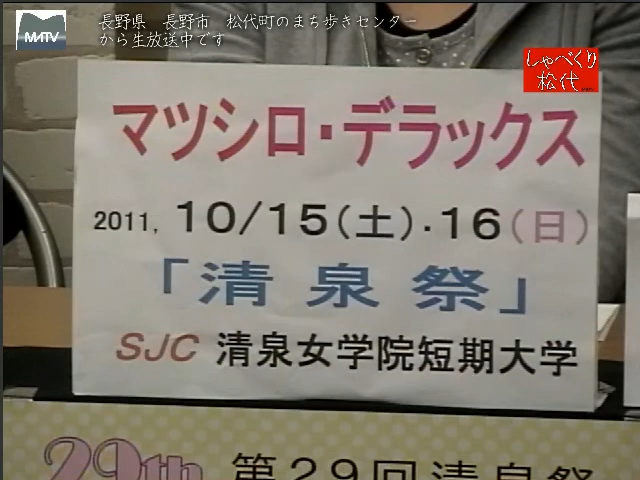 MATV
長野県　長野市　松代町のまち歩きセンター
から生放送中です
しゃべくり
松代
マツシロ・デラックス
2011, 10/15(土)・16(日)
「清泉祭」
SJC 清泉女学院短期大学
29th 第29回清泉祭